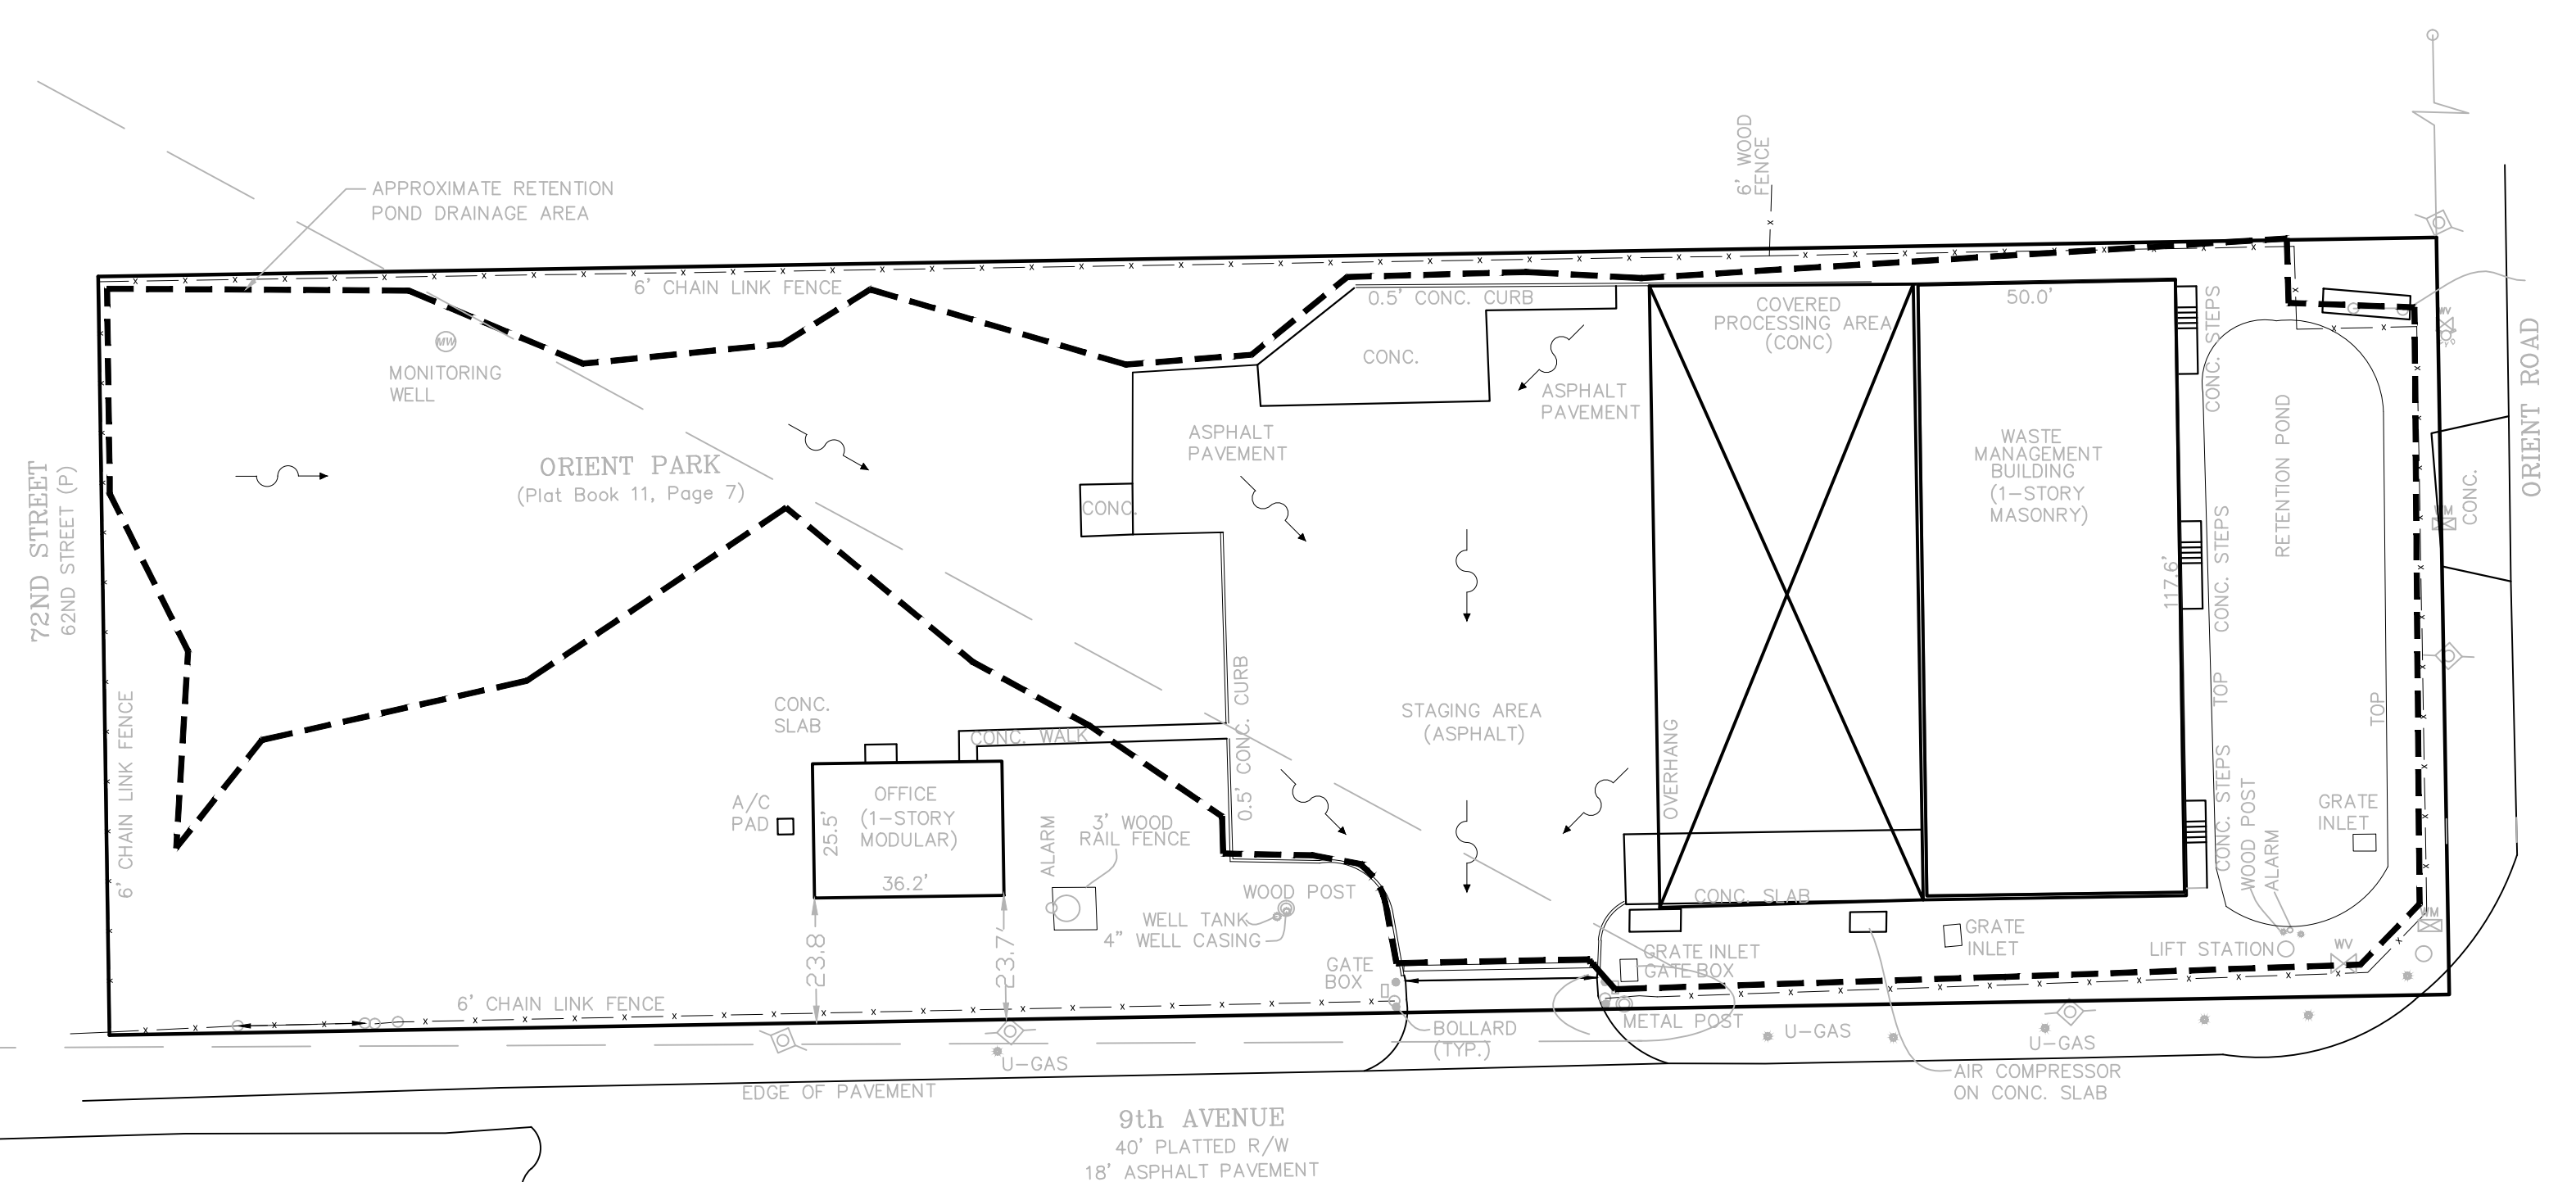 6' WOOD
FENCE
APPROXIMATE RETENTION
POND DRAINAGE AREA
6' CHAIN LINK FENCE
0.5' CONC. CURB
COVERED
PROCESSING AREA
(CONC)
50.0'
CONC. STEPS
WV
ORIENT ROAD
MW
MONITORING
WELL
CONC.
ASPHALT
PAVEMENT
ASPHALT
PAVEMENT
WASTE
MANAGEMENT
BUILDING
(1-STORY
MASONRY)
RETENTION POND
72ND STREET
62ND STREET (P)
ORIENT PARK
(Plat Book 11, Page 7)
CONC.
CONC.
WM
117.6'
CONC. STEPS
6' CHAIN LINK FENCE
CONC.
SLAB
CONC. WALK
0.5' CONC. CURB
STAGING AREA
(ASPHALT)
OVERHANG
TOP
TOP
CONC. STEPS
WOOD POST
ALARM
GRATE
INLET
A/C
PAD
OFFICE
(1-STORY
MODULAR)
25.5'
36.2'
ALARM
3' WOOD
RAIL FENCE
WOOD POST
WELL TANK
4" WELL CASING
CONC. SLAB
WM
23.8
23.7'
GATE
BOX
GRATE INLET
GATE BOX
GRATE
INLET
LIFT STATION
WV
6' CHAIN LINK FENCE
METAL POST
BOLLARD
(TYP.)
U-GAS
U-GAS
U-GAS
AIR COMPRESSOR
ON CONC. SLAB
EDGE OF PAVEMENT
9th AVENUE
40' PLATTED R/W
18' ASPHALT PAVEMENT